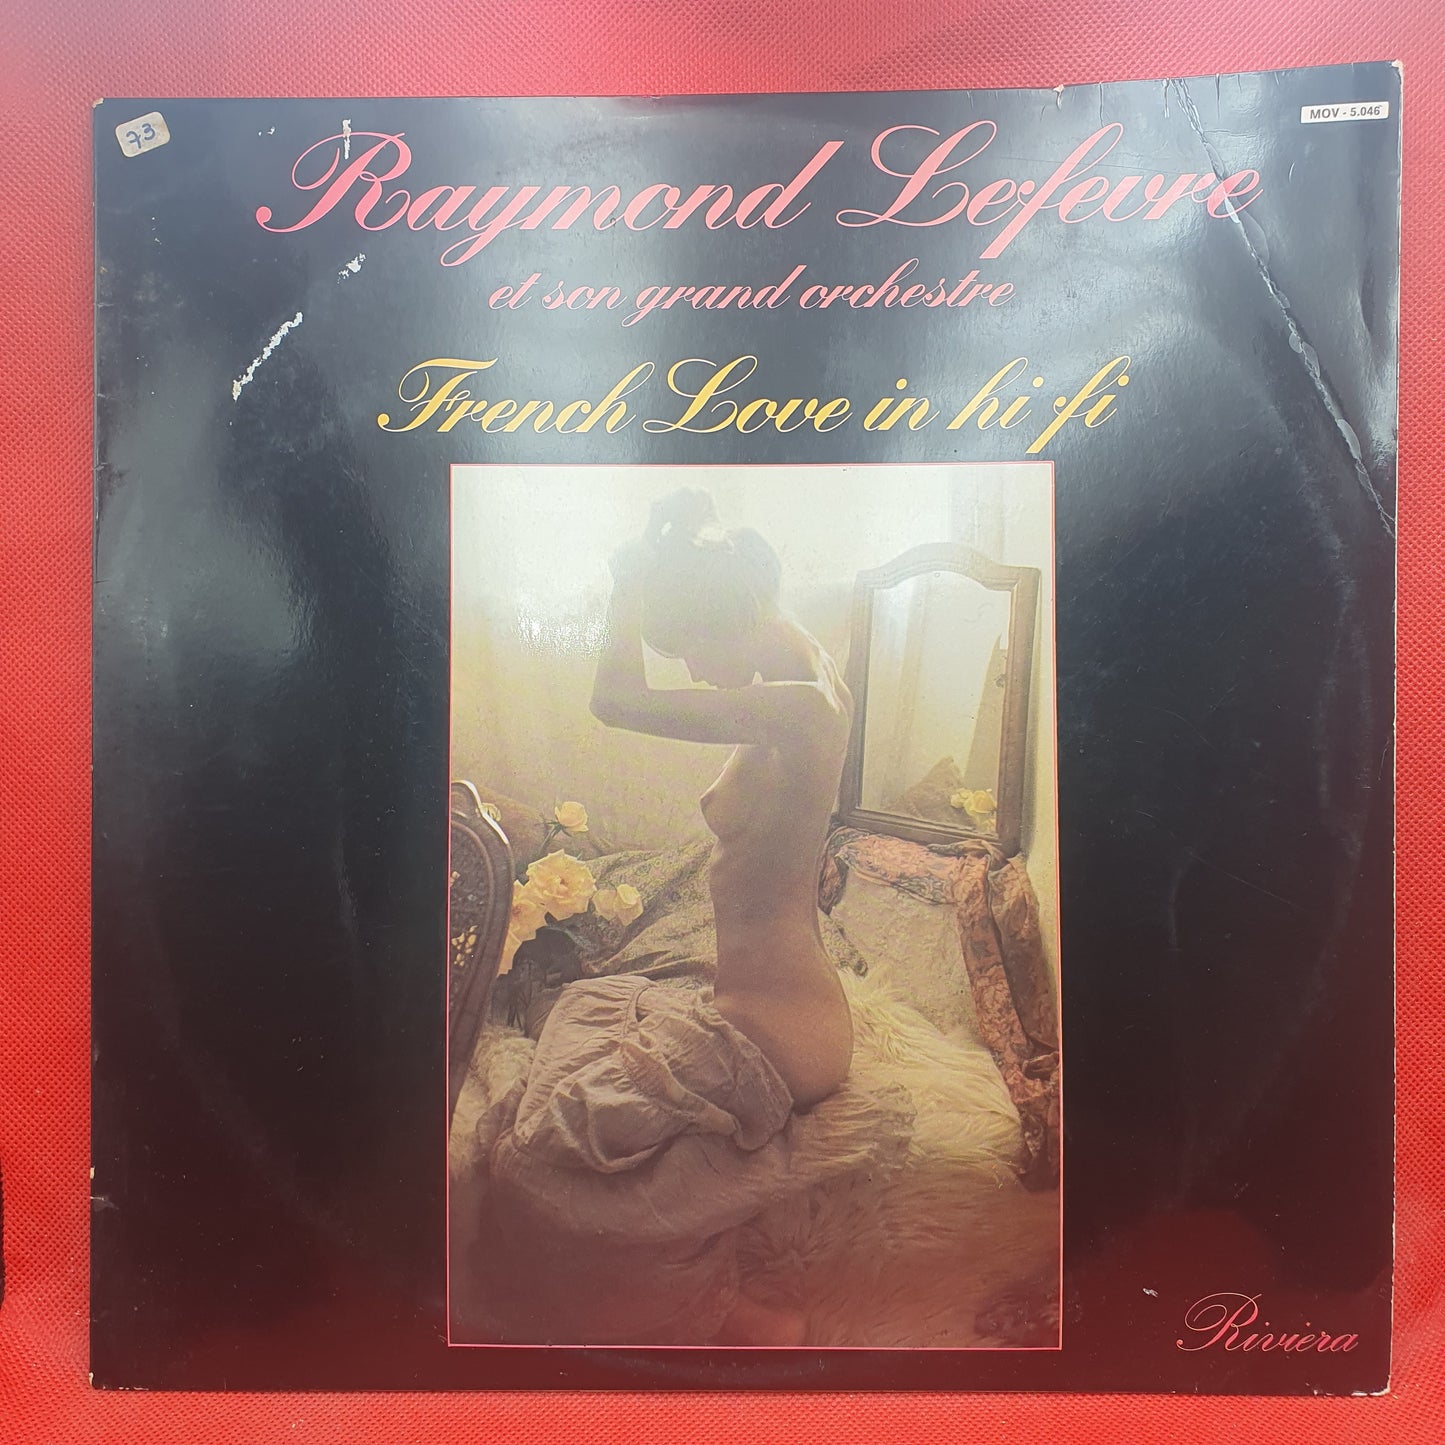 73
MOV - 5.046
Raymond Lefevre
et son grand orchestre
French Love in hi-fi
Riviera